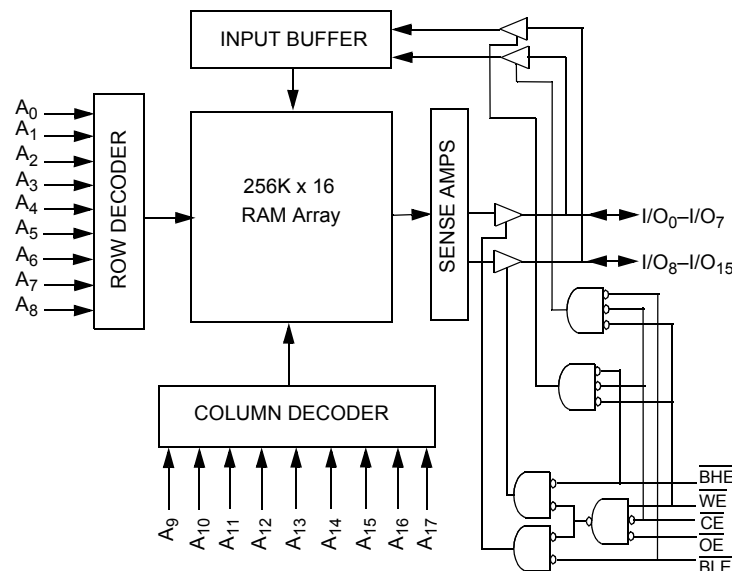 INPUT BUFFER
A0
A1
A2
A3
A4
A5
A6
A7
A8
ROW DECODER
256K x 16
RAM Array
SENSE AMPS
I/O0–I/O7
I/O8–I/O15
COLUMN DECODER
A9
A10
A11
A12
A13
A14
A15
A16
A17
BHE
WE
CE
OE
BLE